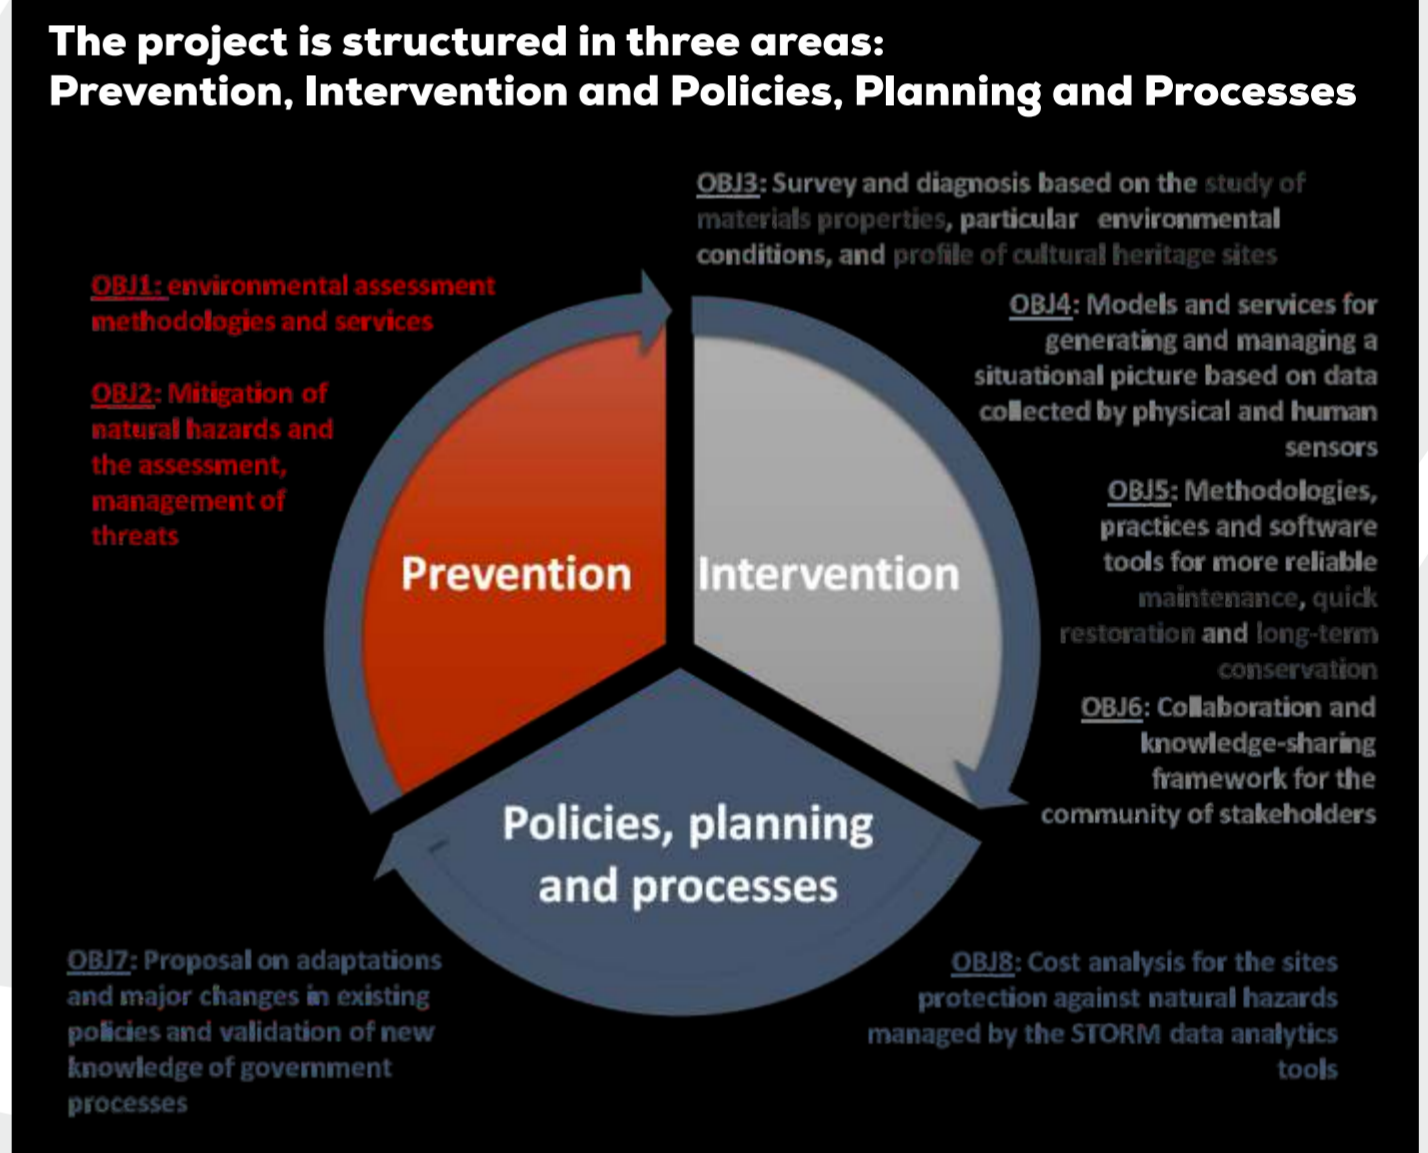 The project is structured in three areas:
Prevention, Intervention and Policies, Planning and Processes
OBJ3: Survey and diagnosis based on the study of
materials properties, particular environmental
conditions, and profile of cultural heritage sites
OBJ1: environmental assessment
methodologies and services
OBJ2: Mitigation of
natural hazards and
the assessment,
management of
threats
OBJ4: Models and services for
generating and managing a
situational picture based on data
collected by physical and human
sensors
OBJ5: Methodologies,
practices and software
tools for more reliable
maintenance, quick
restoration and long-term
conservation
OBJ6: Collaboration and
knowledge-sharing
framework for the
community of stakeholders
Prevention
Intervention
Policies, planning
and processes
OBJ7: Proposal on adaptations
and major changes in existing
policies and validation of new
knowledge of government
processes
OBJ8: Cost analysis for the sites
protection against natural hazards
managed by the STORM data analytics
tools